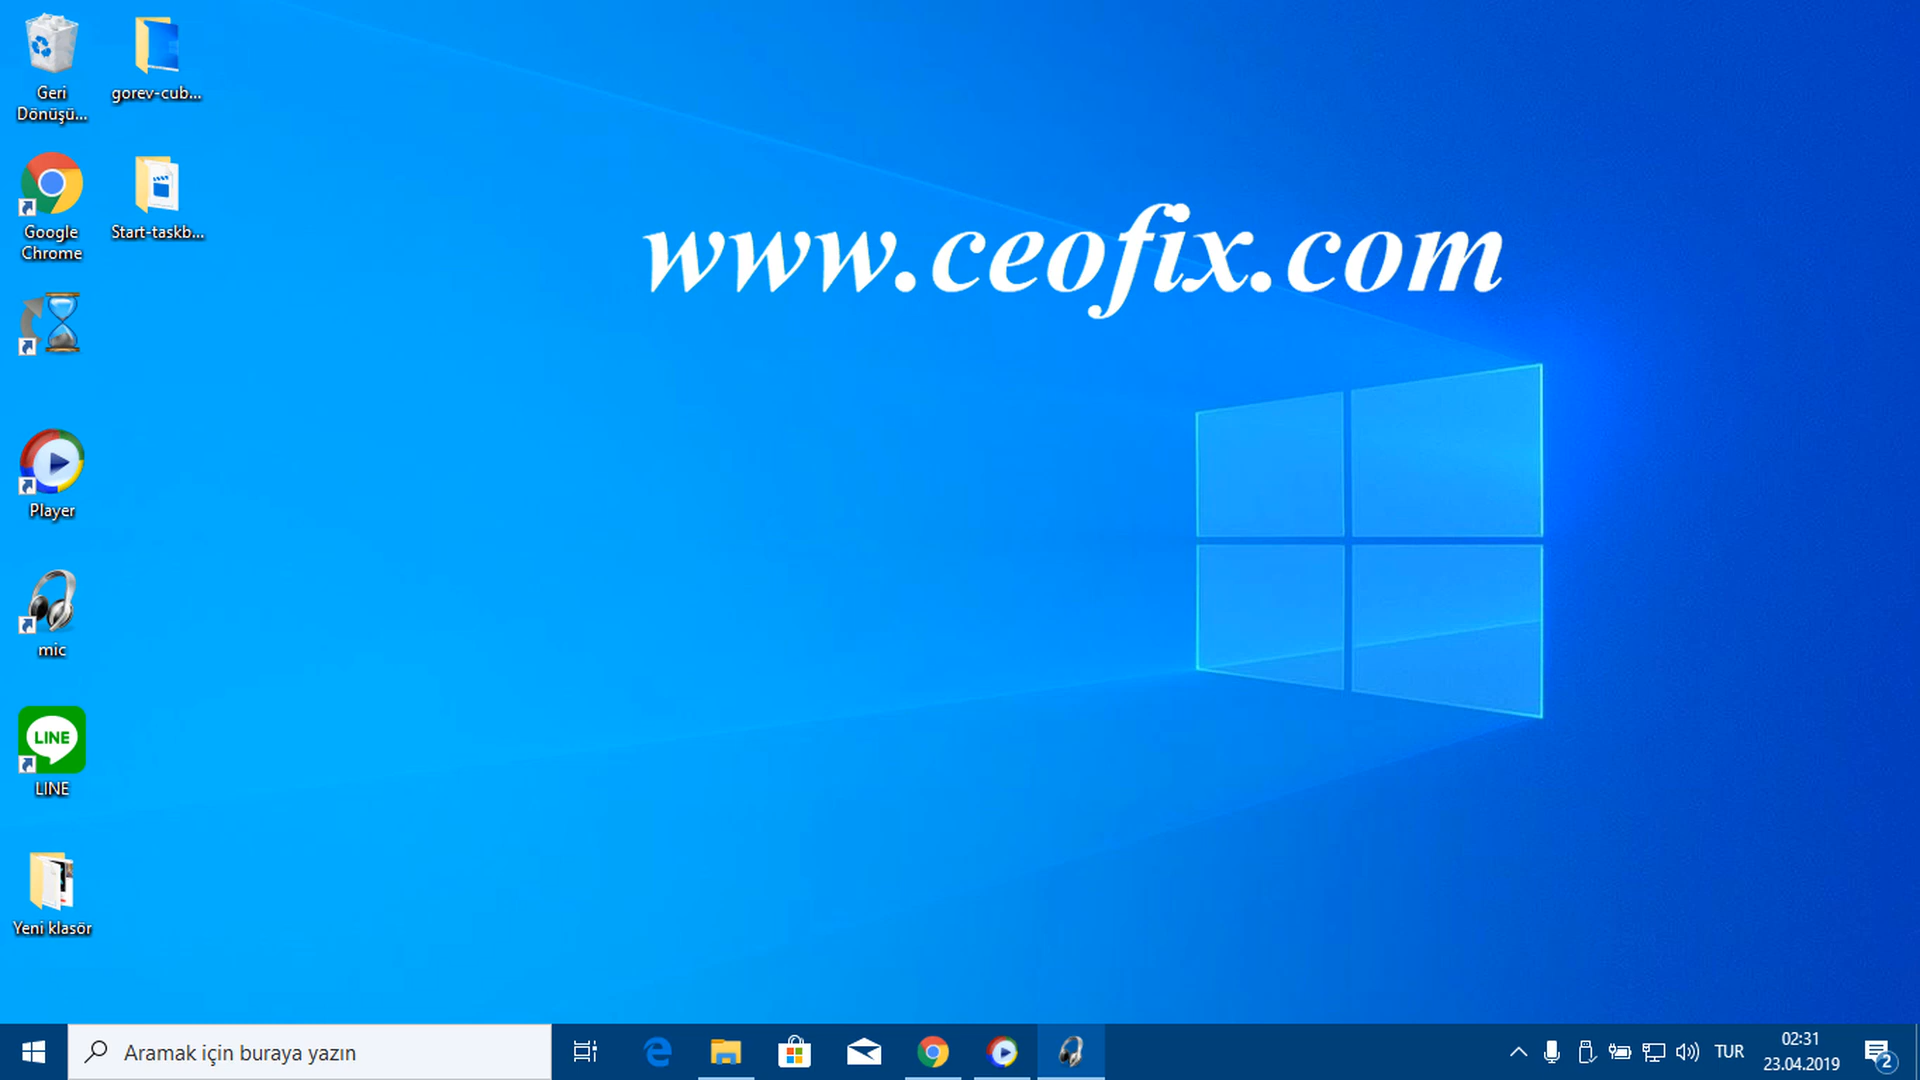 Geri
Dönüşü...
gorev-cub...
Google
Chrome
Start-taskb...
www.ceofix.com
Player
mic
LINE
LINE
Yeni klasör
Aramak için buraya yazın
TUR
02:31
23.04.2019
2